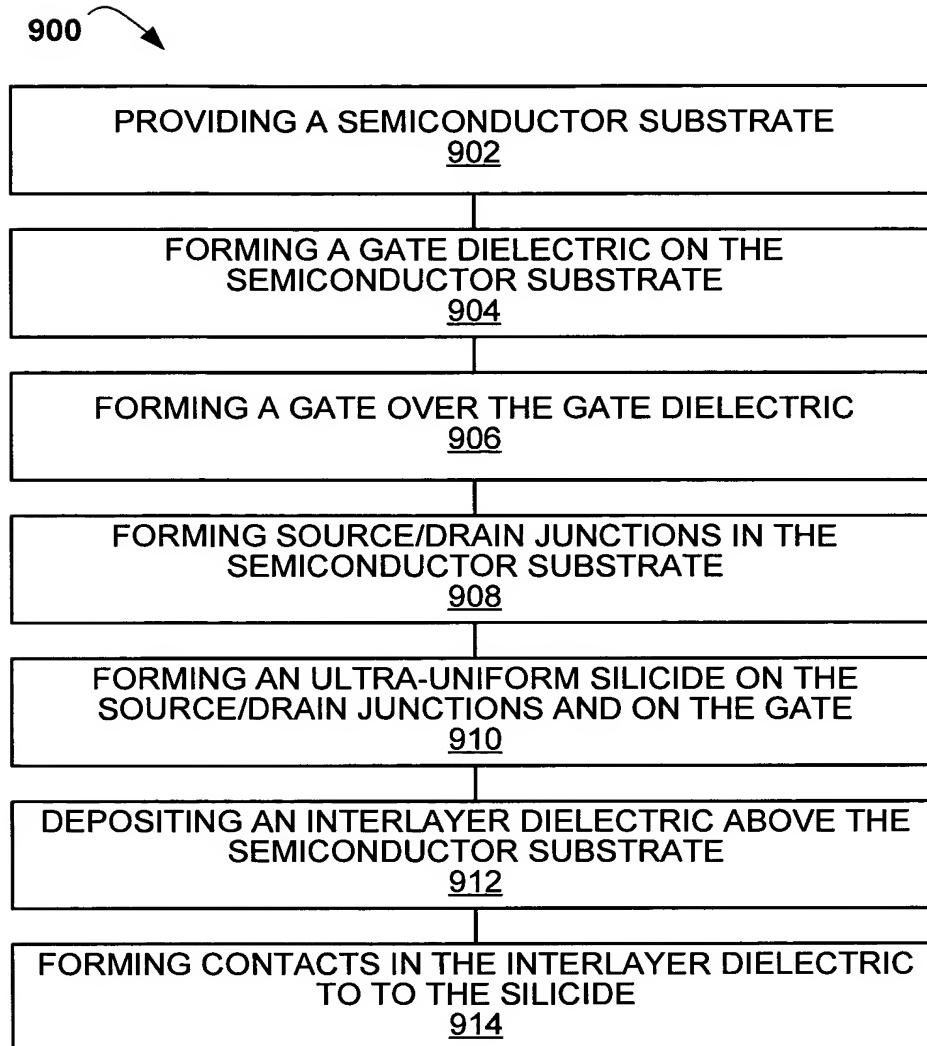 900
PROVIDING A SEMICONDUCTOR SUBSTRATE
902
FORMING A GATE DIELECTRIC ON THE
SEMICONDUCTOR SUBSTRATE
904
FORMING A GATE OVER THE GATE DIELECTRIC
906
FORMING SOURCE/DRAIN JUNCTIONS IN THE
SEMICONDUCTOR SUBSTRATE
908
FORMING AN ULTRA-UNIFORM SILICIDE ON THE
SOURCE/DRAIN JUNCTIONS AND ON THE GATE
910
DEPOSITING AN INTERLAYER DIELECTRIC ABOVE THE
SEMICONDUCTOR SUBSTRATE
912
FORMING CONTACTS IN THE INTERLAYER DIELECTRIC
TO TO THE SILICIDE
914